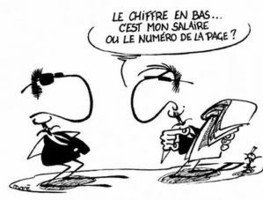 LE CHIFFRE EN BAS...
C'EST MON SALAIRE
OU LE NUMÉRO DE LA PAGE ?